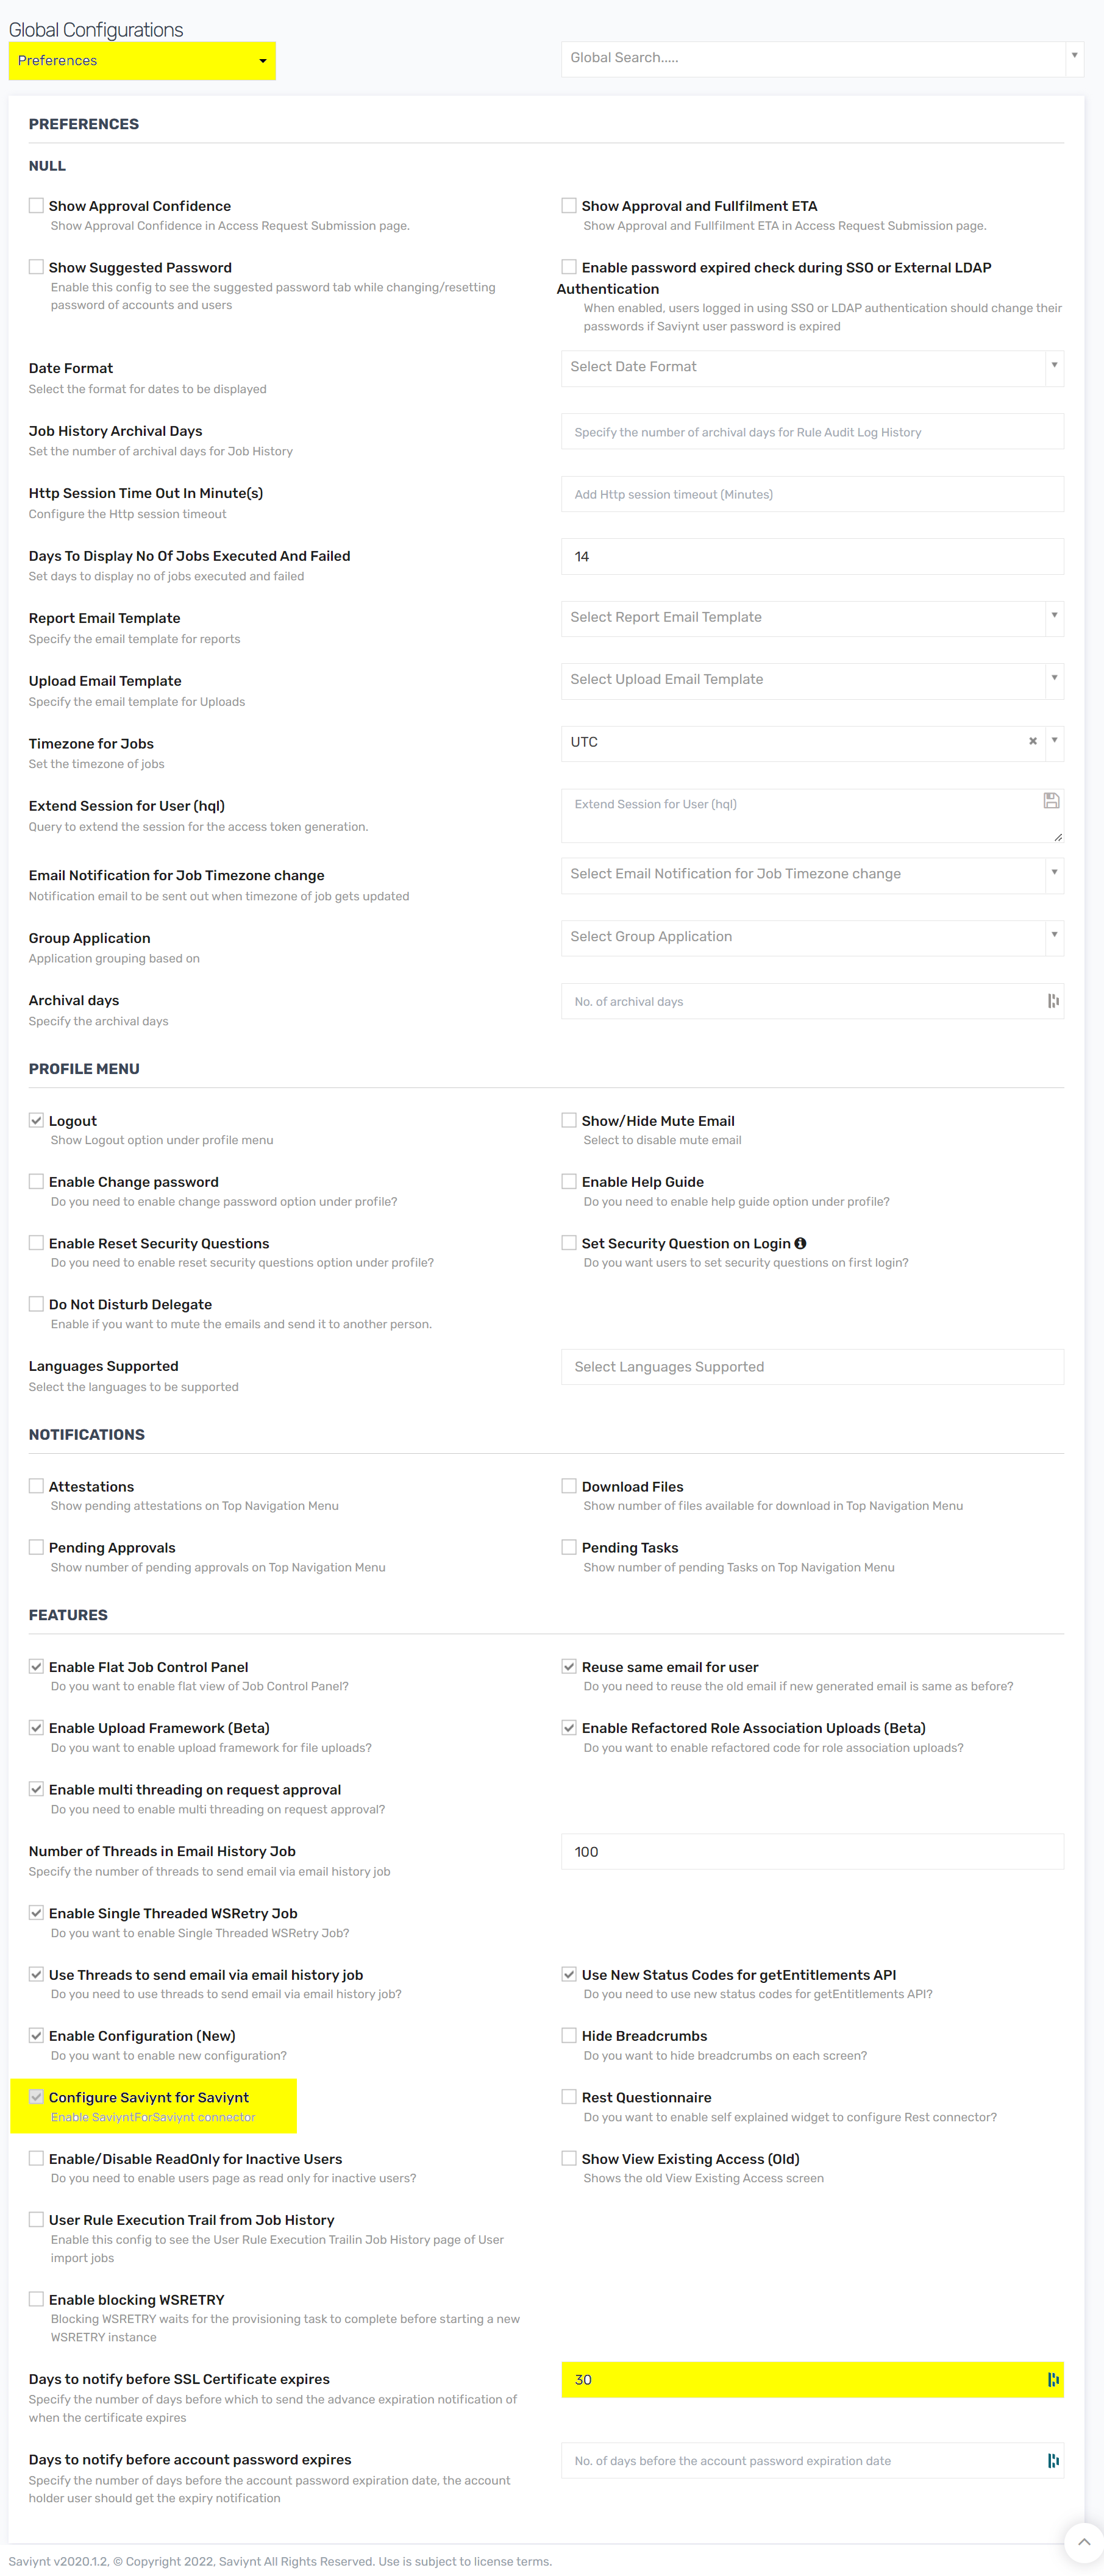 Global Configurations
Preferences
Global Search.....
PREFERENCES
NULL
Show Approval Confidence
Show Approval Confidence in Access Request Submission page.
Show Approval and Fullfilment ETA
Show Approval and Fullfilment ETA in Access Request Submission page.
Show Suggested Password
Enable this config to see the suggested password tab while changing/resetting
password of accounts and users
Enable password expired check during SSO or External LDAP
Authentication
When enabled, users logged in using SSO or LDAP authentication should change their
passwords if Saviynt user password is expired
Date Format
Select the format for dates to be displayed
Select Date Format
Job History Archival Days
Set the number of archival days for Job History
Specify the number of archival days for Rule Audit Log History
Http Session Time Out In Minute(s)
Configure the Http session timeout
Add Http session timeout (Minutes)
Days To Display No Of Jobs Executed And Failed
Set days to display no of jobs executed and failed
14
Report Email Template
Specify the email template for reports
Select Report Email Template
Upload Email Template
Specify the email template for Uploads
Select Upload Email Template
Timezone for Jobs
Set the timezone of jobs
UTC
Extend Session for User (hql)
Query to extend the session for the access token generation.
Extend Session for User (hql)
Email Notification for Job Timezone change
Notification email to be sent out when timezone of job gets updated
Select Email Notification for Job Timezone change
Group Application
Application grouping based on
Select Group Application
Archival days
Specify the archival days
No. of archival days
PROFILE MENU
Logout
Show Logout option under profile menu
Show/Hide Mute Email
Select to disable mute email
Enable Change password
Do you need to enable change password option under profile?
Enable Help Guide
Do you need to enable help guide option under profile?
Enable Reset Security Questions
Do you need to enable reset security questions option under profile?
Set Security Question on Login
Do you want users to set security questions on first login?
Do Not Disturb Delegate
Enable if you want to mute the emails and send it to another person.
Languages Supported
Select the languages to be supported
Select Languages Supported
NOTIFICATIONS
Attestations
Show pending attestations on Top Navigation Menu
Download Files
Show number of files available for download in Top Navigation Menu
Pending Approvals
Show number of pending approvals on Top Navigation Menu
Pending Tasks
Show number of pending Tasks on Top Navigation Menu
FEATURES
Enable Flat Job Control Panel
Do you want to enable flat view of Job Control Panel?
Reuse same email for user
Do you need to reuse the old email if new generated email is same as before?
Enable Upload Framework (Beta)
Do you want to enable upload framework for file uploads?
Enable Refactored Role Association Uploads (Beta)
Do you want to enable refactored code for role association uploads?
Enable multi threading on request approval
Do you need to enable multi threading on request approval?
Number of Threads in Email History Job
Specify the number of threads to send email via email history job
100
Enable Single Threaded WSRetry Job
Do you want to enable Single Threaded WSRetry Job?
Use Threads to send email via email history job
Do you need to use threads to send email via email history job?
Use New Status Codes for getEntitlements API
Do you need to use new status codes for getEntitlements API?
Enable Configuration (New)
Do you want to enable new configuration?
Hide Breadcrumbs
Do you want to hide breadcrumbs on each screen?
Configure Saviynt for Saviynt
Enable SaviyntForSaviynt connector
Rest Questionnaire
Do you want to enable self explained widget to configure Rest connector?
Enable/Disable ReadOnly for Inactive Users
Do you need to enable users page as read only for inactive users?
Show View Existing Access (Old)
Shows the old View Existing Access screen
User Rule Execution Trail from Job History
Enable this config to see the User Rule Execution Trailin Job History page of User
import jobs
Enable blocking WSRETRY
Blocking WSRETRY waits for the provisioning task to complete before starting a new
WSRETRY instance
Days to notify before SSL Certificate expires
Specify the number of days before which to send the advance expiration notification of
when the certificate expires
30
Days to notify before account password expires
Specify the number of days before the account password expiration date, the account
holder user should get the expiry notification
No. of days before the account password expiration date
Saviynt v2020.1.2, © Copyright 2022, Saviynt All Rights Reserved. Use is subject to license terms.